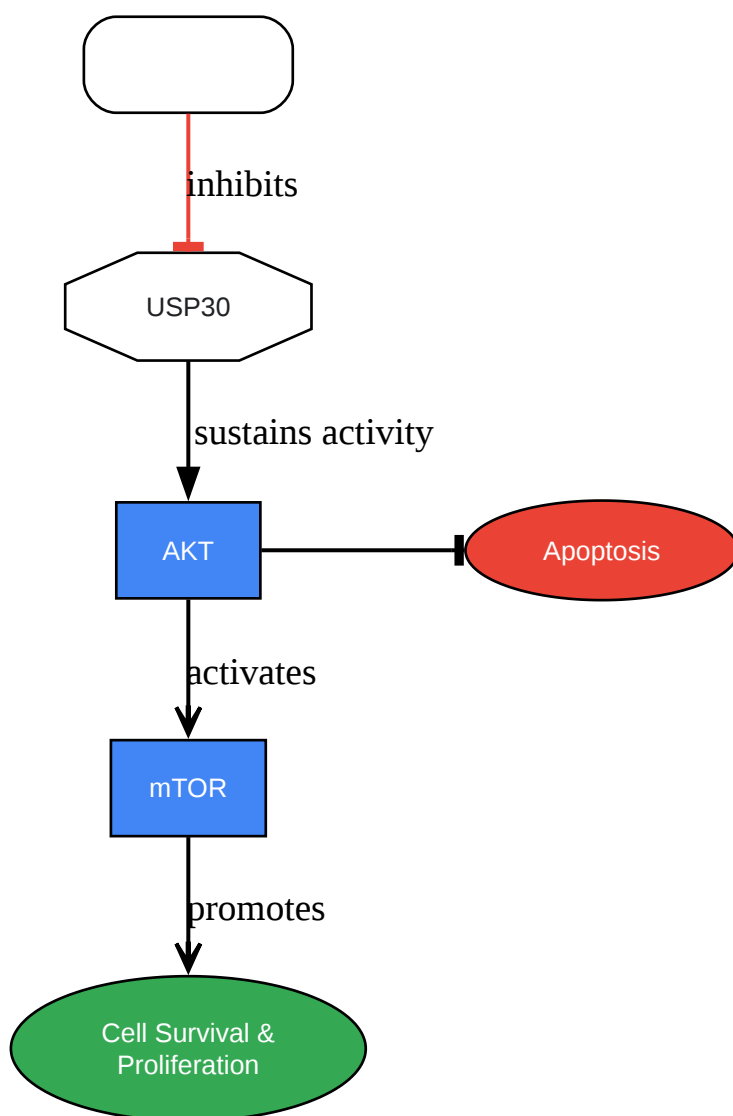 inhibits
USP30
sustains activity
AKT
Apoptosis
activates
mTOR
promotes
Cell Survival &
Proliferation